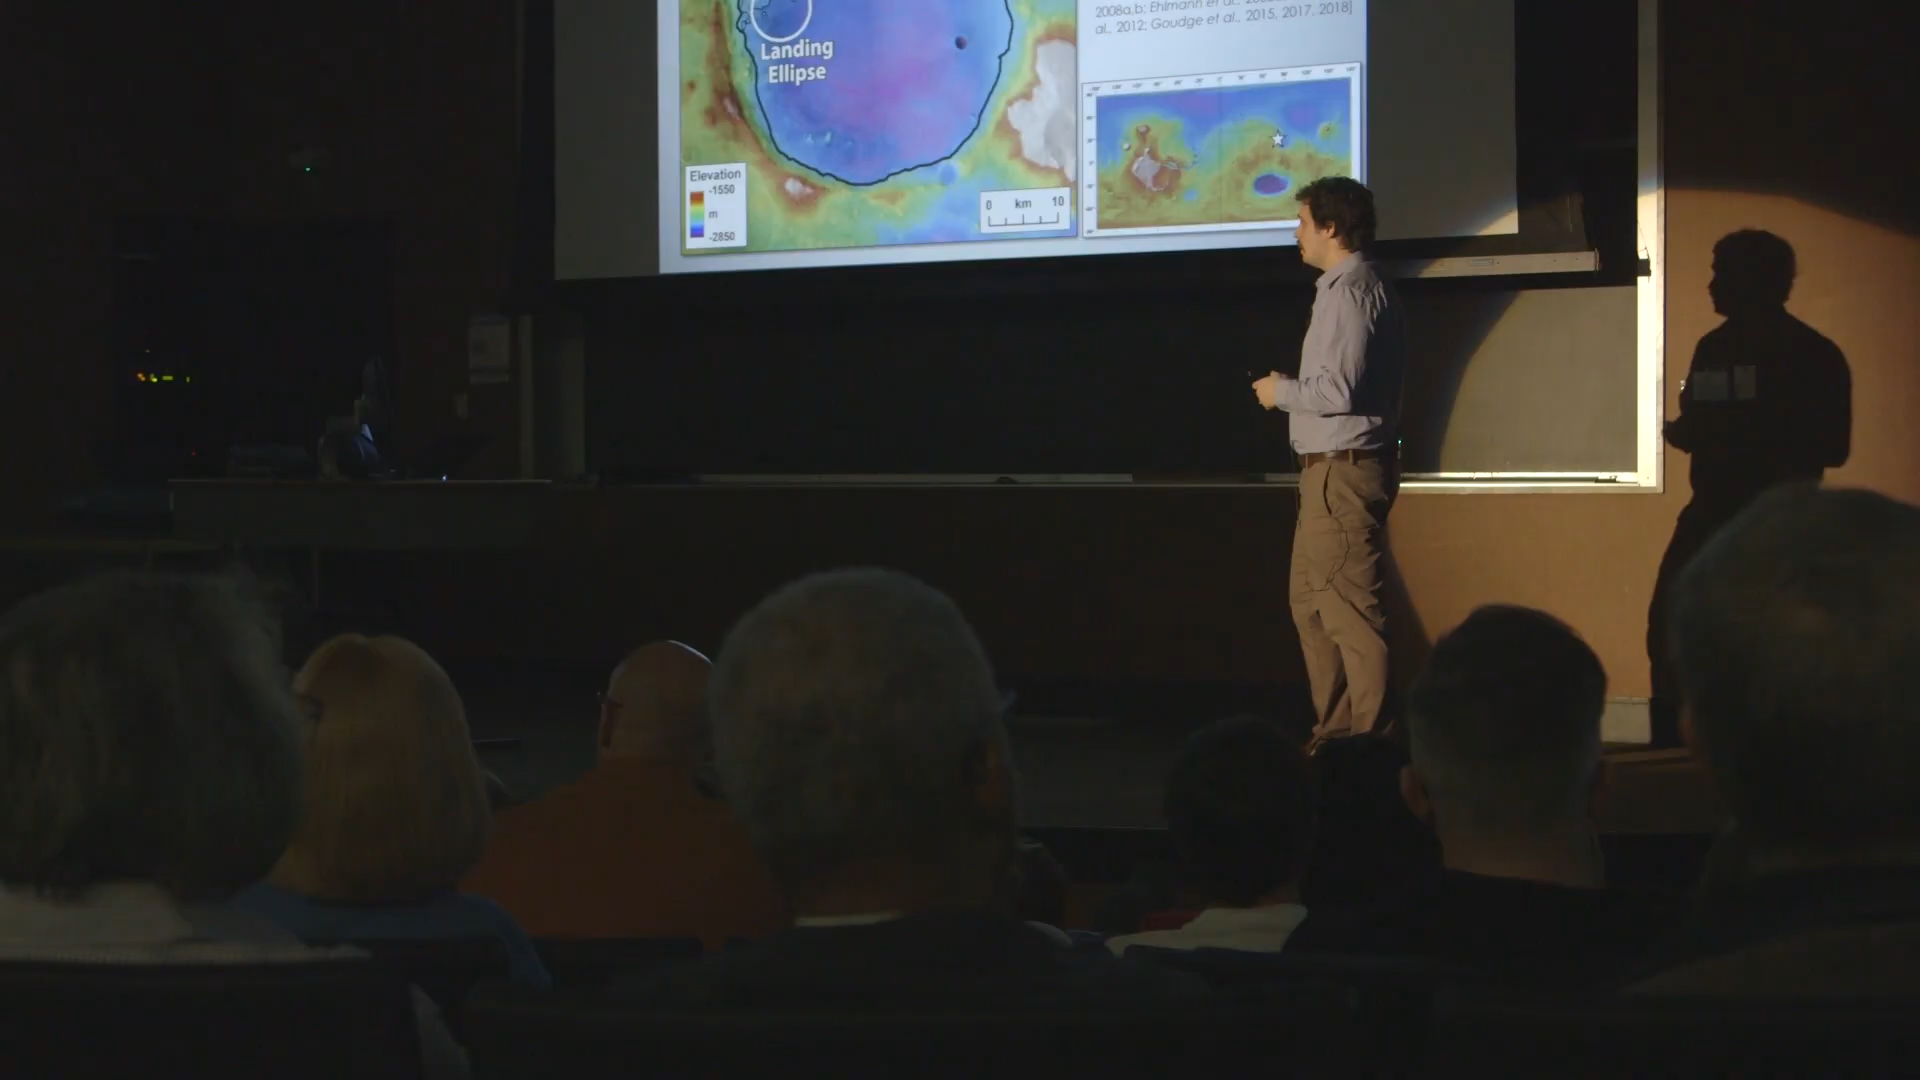 2008a,b; Ehlmann et al.,
al., 2012; Goudge et al., 2015, 2017, 2018]
Landing
Ellipse
Elevation
-1550
m
-2850
0 km 10